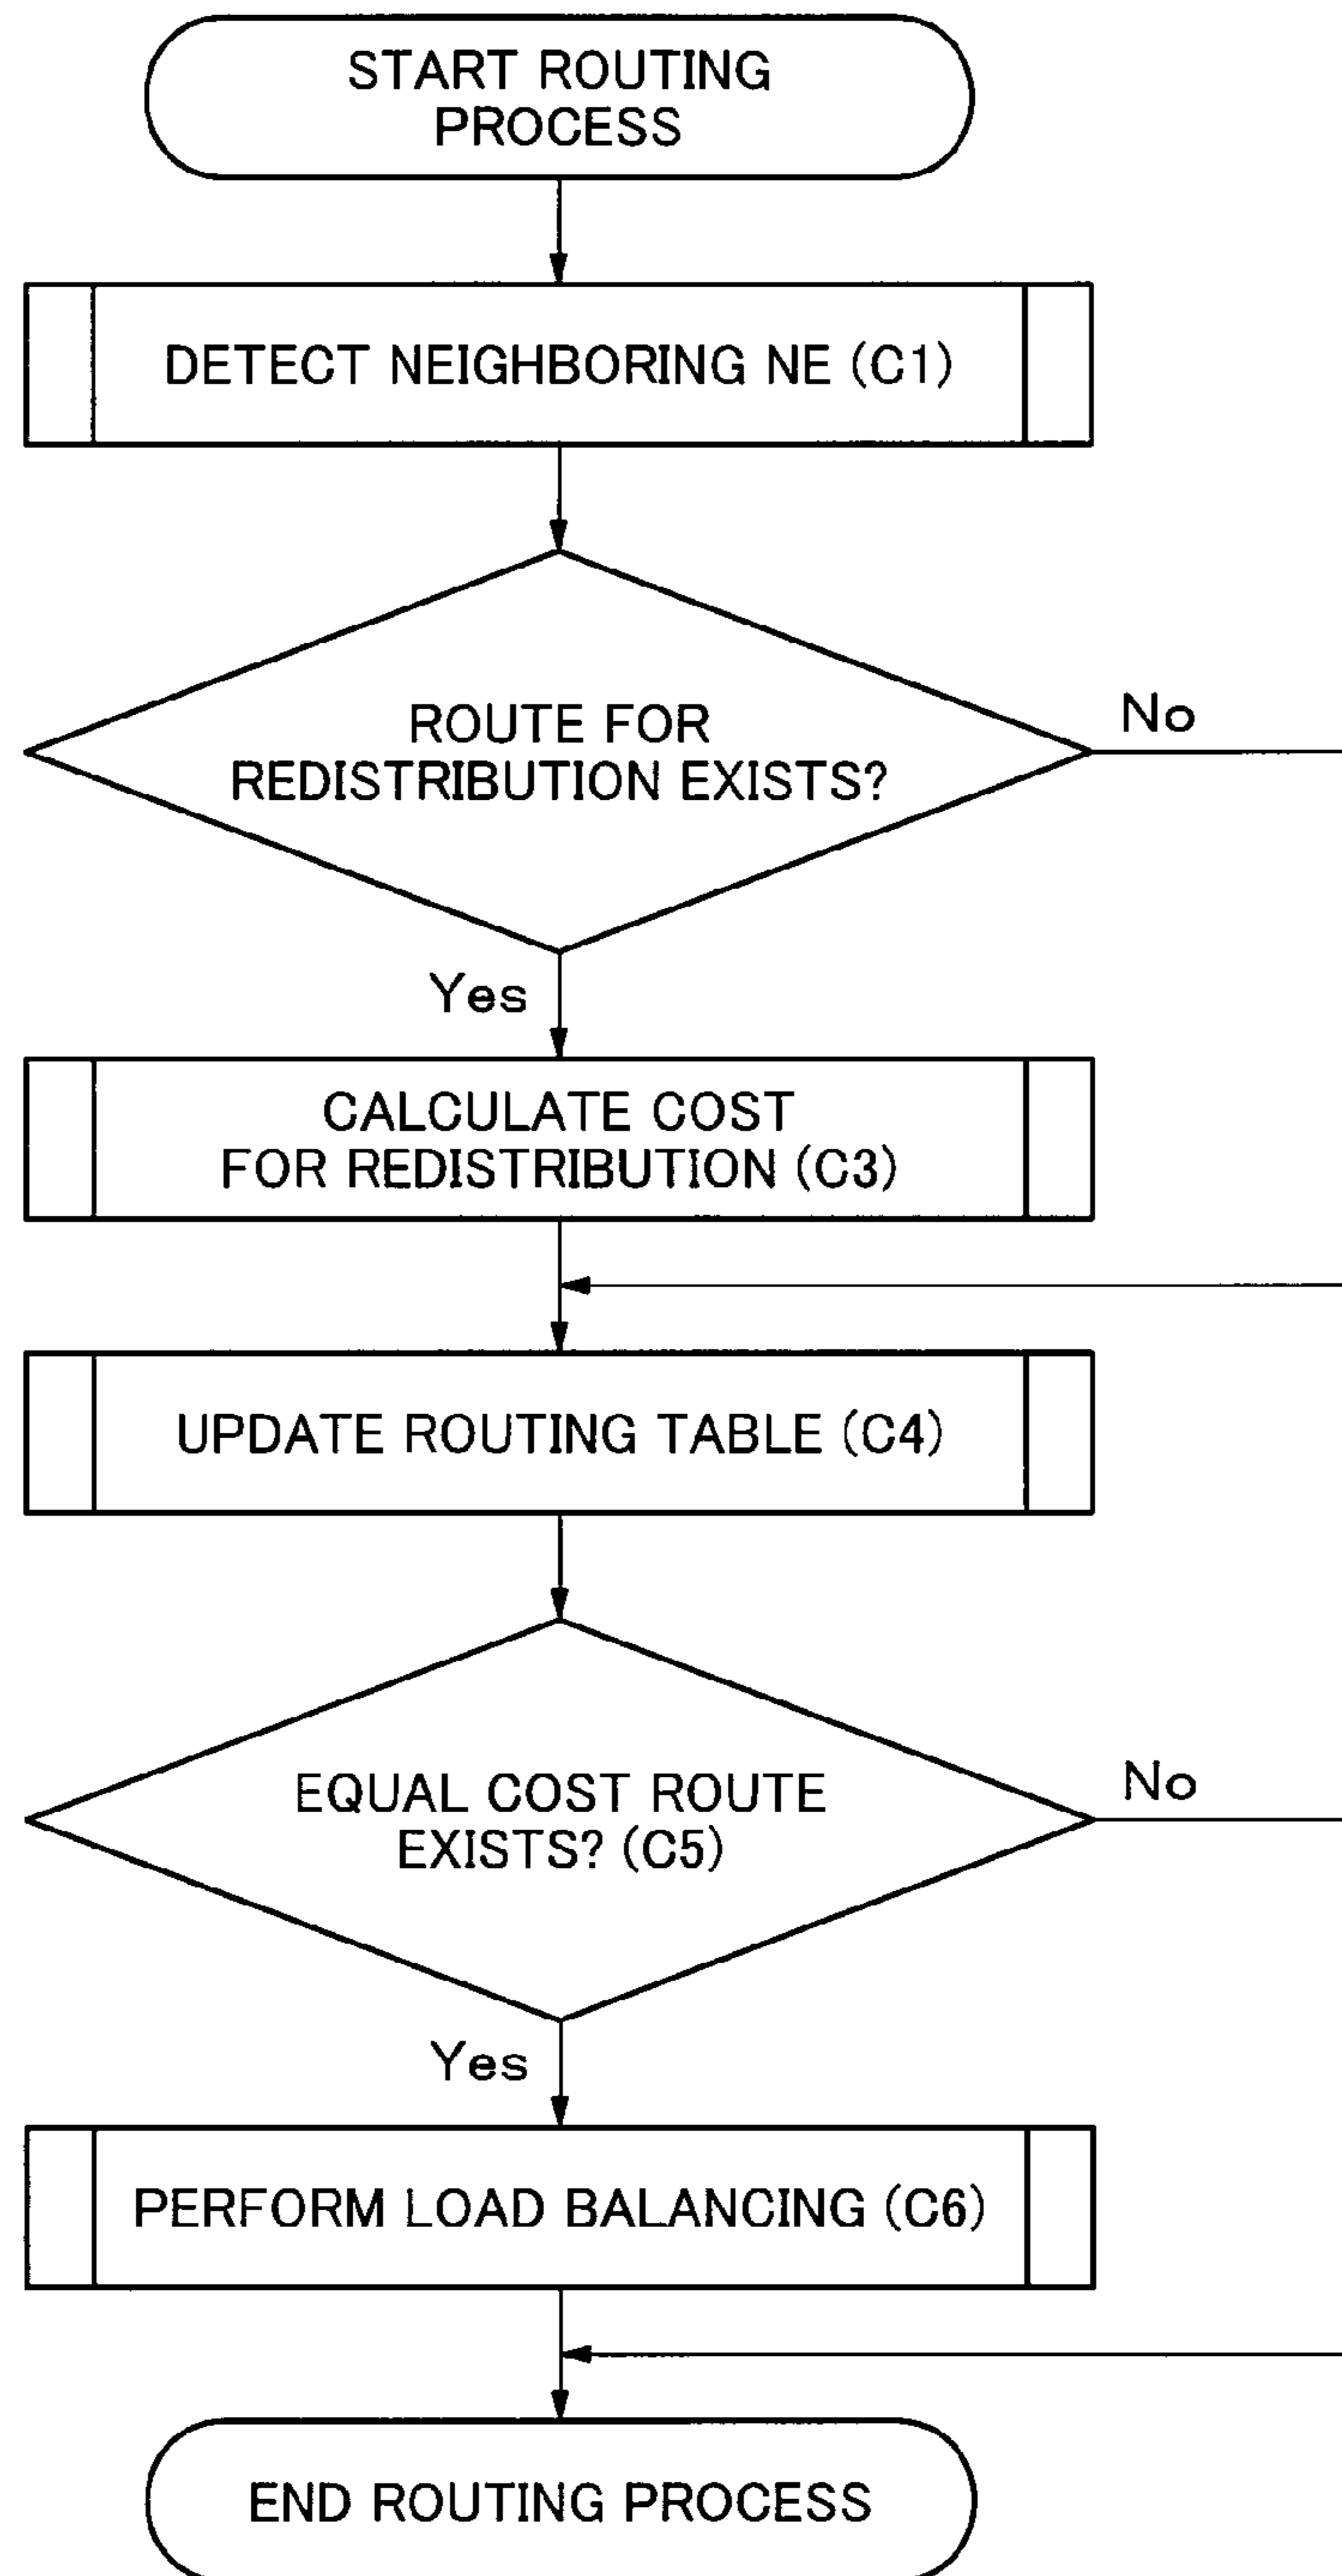 START ROUTING
PROCESS
DETECT NEIGHBORING NE (C1)
ROUTE FOR
REDISTRIBUTION EXISTS?
No
Yes
CALCULATE COST
FOR REDISTRIBUTION (C3)
UPDATE ROUTING TABLE (C4)
EQUAL COST ROUTE
EXISTS? (C5)
No
Yes
PERFORM LOAD BALANCING (C6)
END ROUTING PROCESS